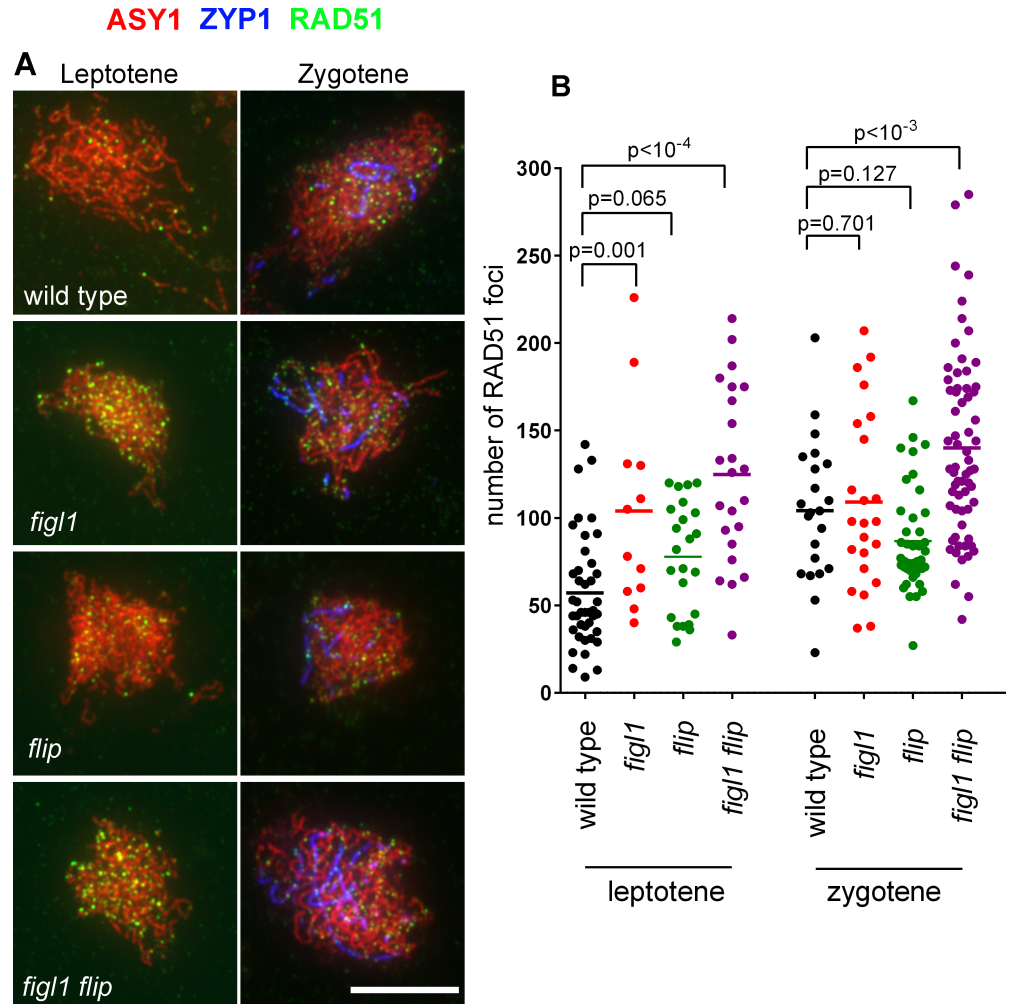 ASY1 ZYP1 RAD51
A
Leptotene Zygotene
wild type
figl1
flip
figl1 flip
B
number of RAD51 foci
300
250
200
150
100
50
0
p<10-4
p=0.065
p=0.001
p<10-3
p=0.127
p=0.701
wild type
figl1
flip
figl1 flip
wild type
figl1
flip
figl1 flip
leptotene
zygotene